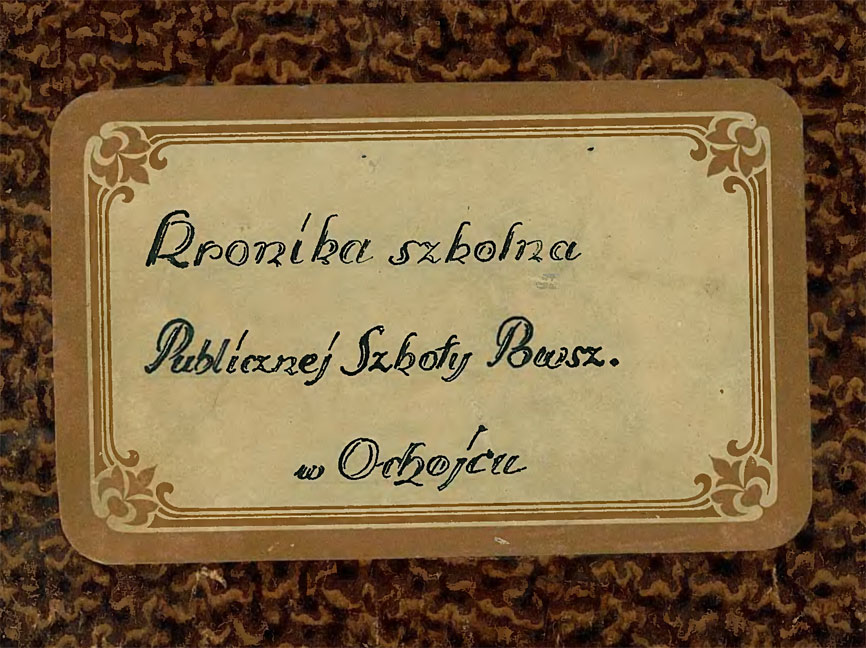 Kronika szkolna
Publicznej Szkoły Powsz.
w Ochojcu